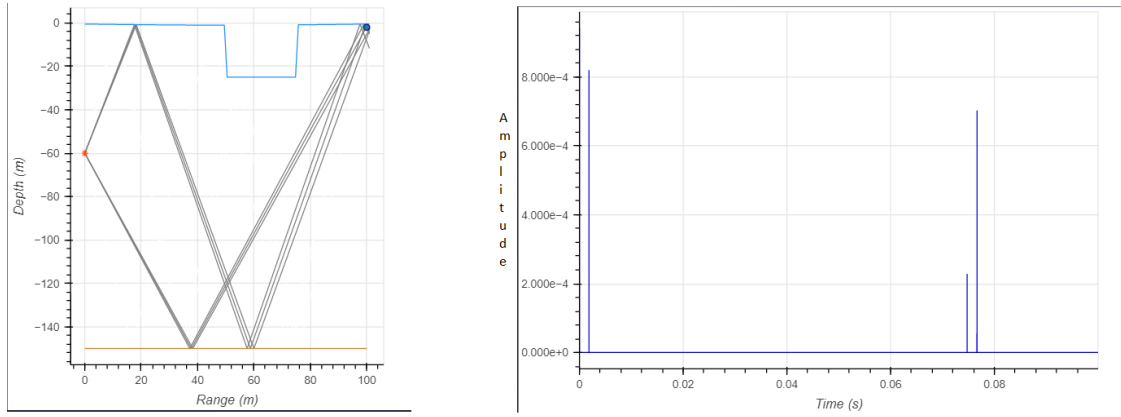 0
−20
−40
−60
−80
−100
−120
−140
Depth (m)
0
20
40
60
80
100
Range (m)
Amplitude
8.000e−4
6.000e−4
4.000e−4
2.000e−4
0.000e+0
0
0.02
0.04
0.06
0.08
Time (s)